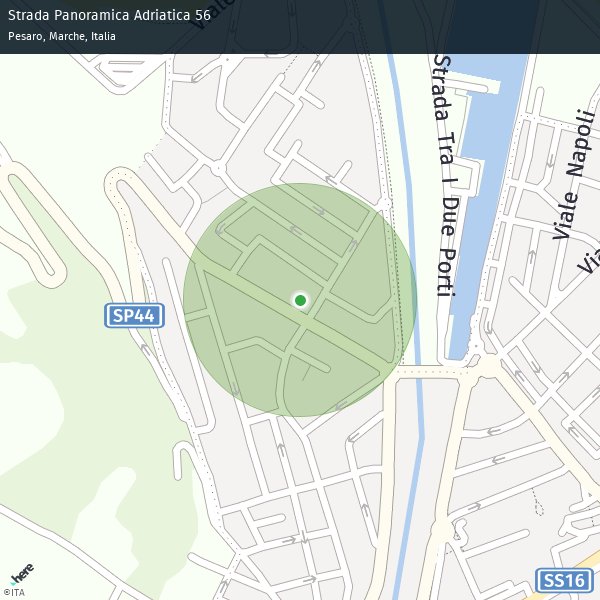 Strada Panoramica Adriatica 56
Pesaro, Marche, Italia
Viale
Strada Tra I Due Porti
Viale Napoli
Via
SP44
SS16
here
©ITA